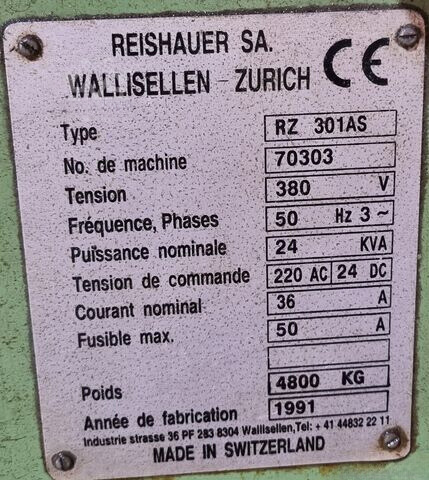 REISHAUER SA.
WALLISELLEN - ZURICH CE
Type RZ 301AS
No. de machine 70303
Tension 380 V
Fréquence, Phases 50 Hz 3 ~
Puissance nominale 24 KVA
Tension de commande 220 AC 24 DC
Courant nominal 36 A
Fusible max. 50 A
Poids 4800 KG
Année de fabrication 1991
Industrie strasse 36 PF 283 8304 Wallisellen,Tel: + 41 44832 22 11
MADE IN SWITZERLAND